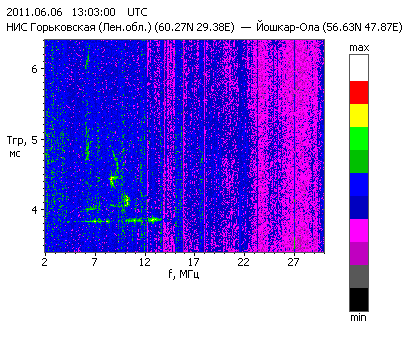 2011.06.06 13:03:00 UTC
НИС Горьковская (Лен.обл.) (60.27N 29.38E) — Йошкар-Ола (56.63N 47.87E)
max
6
5
Tгр,
мс
4
2 7 12 17 22 27
f, МГц
min